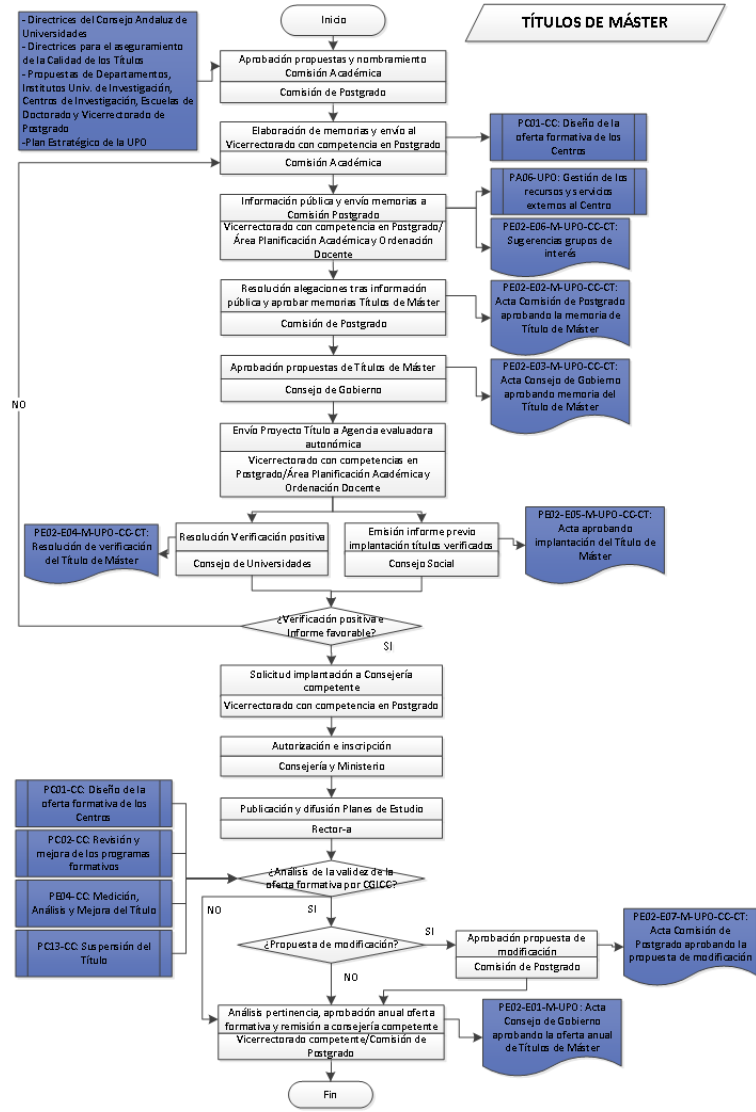 Inicio
TÍTULOS DE MÁSTER
- Directrices del Consejo Andaluz de
Universidades
- Directrices para el aseguramiento
de la Calidad de los Títulos
- Propuestas de Departamentos,
Institutos Univ. de Investigación,
Centros de Investigación, Escuelas de
Doctorado y Vicerrectorado de
Postgrado
-Plan Estratégico de la UPO
Aprobación propuestas y nombramiento
Comisión Académica
Comisión de Postgrado
Elaboración de memorias y envío al
Vicerrectorado con competencia en Postgrado
Comisión Académica
PC01-CC: Diseño de la
oferta formativa de los
Centros
Información pública y envío memorias a
Comisión Postgrado
Vicerrectorado con competencia en Postgrado/
Área Planificación Académica y Ordenación
Docente
PA06-UPO: Gestión de los
recursos y servicios
externos al Centro
PE02-E06-M-UPO-CC-CT:
Sugerencias grupos de
interés
Resolución alegaciones tras información
pública y aprobar memorias Títulos de Máster
Comisión de Postgrado
PE02-E02-M-UPO-CC-CT:
Acta Comisión de Postgrado
aprobando la memoria de
Título de Máster
Aprobación propuestas de Títulos de Máster
Consejo de Gobierno
PE02-E03-M-UPO-CC-CT:
Acta Consejo de Gobierno
aprobando memoria del
Título de Máster
NO
Envío Proyecto Título a Agencia evaluadora
autonómica
Vicerrectorado con competencias en
Postgrado/Área Planificación Académica y
Ordenación Docente
PE02-E04-M-UPO-CC-CT:
Resolución de verificación
del Título de Máster
Resolución Verificación positiva
Consejo de Universidades
Emisión informe previo
implantación títulos verificados
Consejo Social
PE02-E05-M-UPO-CC-CT:
Acta aprobando
implantación del Título de
Máster
¿Verificación positiva e
Informe favorable?
SI
Solicitud implantación a Consejería
competente
Vicerrectorado con competencia en Postgrado
Autorización e inscripción
Consejería y Ministerio
Publicación y difusión Planes de Estudio
Rector-a
PC01-CC: Diseño de la
oferta formativa de los
Centros
PC02-CC: Revisión y
mejora de los programas
formativos
PE04-CC: Medición,
Análisis y Mejora del Título
PC13-CC: Suspensión del
Título
¿Análisis de la validez de la
oferta formativa por CGICC?
NO
SI
¿Propuesta de modificación?
SI
NO
Aprobación propuesta de
modificación
Comisión de Postgrado
PE02-E07-M-UPO-CC-CT:
Acta Comisión de
Postgrado aprobando la
propuesta de modificación
Análisis pertinencia, aprobación anual oferta
formativa y remisión a consejería competente
Vicerrectorado competente/Comisión de
Postgrado
PE02-E01-M-UPO: Acta
Consejo de Gobierno
aprobando la oferta anual
de Títulos de Máster
Fin